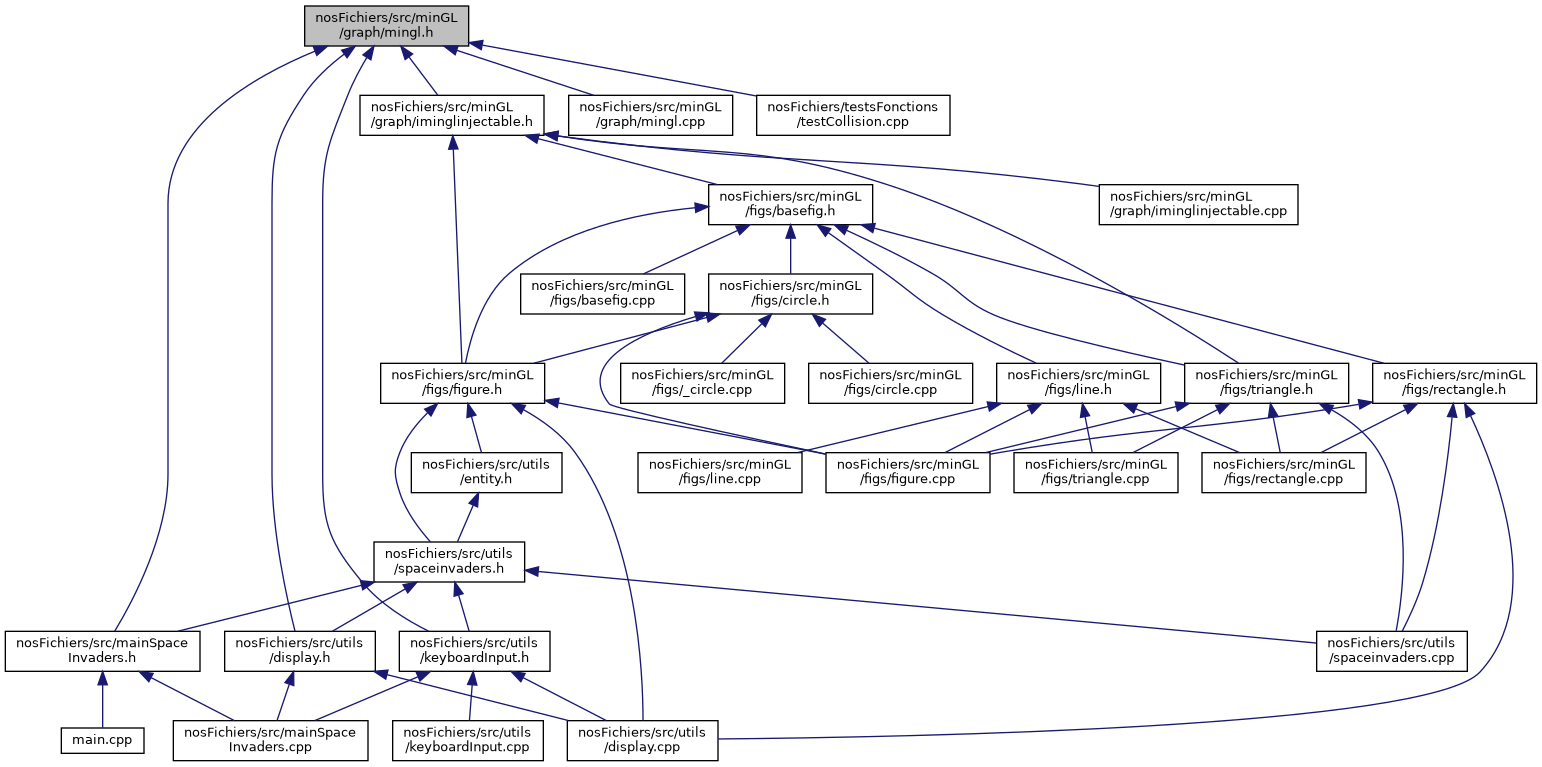 nosFichiers/src/minGL
/graph/mingl.h
nosFichiers/src/minGL
/graph/iminglinjectable.h
nosFichiers/src/minGL
/graph/mingl.cpp
nosFichiers/testsFonctions
/testCollision.cpp
nosFichiers/src/minGL
/figs/basefig.h
nosFichiers/src/minGL
/graph/iminglinjectable.cpp
nosFichiers/src/minGL
/figs/basefig.cpp
nosFichiers/src/minGL
/figs/circle.h
nosFichiers/src/minGL
/figs/figure.h
nosFichiers/src/minGL
/figs/_circle.cpp
nosFichiers/src/minGL
/figs/circle.cpp
nosFichiers/src/minGL
/figs/line.h
nosFichiers/src/minGL
/figs/triangle.h
nosFichiers/src/minGL
/figs/rectangle.h
nosFichiers/src/utils
/entity.h
nosFichiers/src/minGL
/figs/line.cpp
nosFichiers/src/minGL
/figs/figure.cpp
nosFichiers/src/minGL
/figs/triangle.cpp
nosFichiers/src/minGL
/figs/rectangle.cpp
nosFichiers/src/utils
/spaceinvaders.h
nosFichiers/src/mainSpace
Invaders.h
nosFichiers/src/utils
/display.h
nosFichiers/src/utils
/keyboardInput.h
nosFichiers/src/utils
/spaceinvaders.cpp
main.cpp
nosFichiers/src/mainSpace
Invaders.cpp
nosFichiers/src/utils
/keyboardInput.cpp
nosFichiers/src/utils
/display.cpp